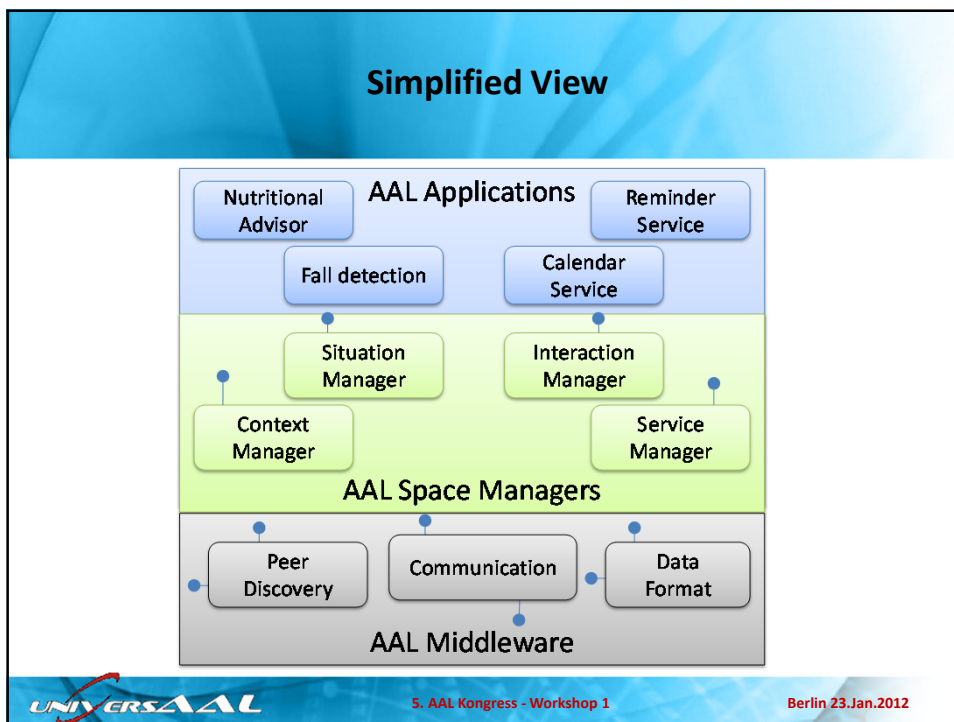 Simplified View
AAL Applications
Nutritional
Advisor
Reminder
Service
Fall detection
Calendar
Service
Situation
Manager
Interaction
Manager
Context
Manager
Service
Manager
AAL Space Managers
Peer
Discovery
Communication
Data
Format
AAL Middleware
UNIVERSAAL
5. AAL Kongress - Workshop 1
Berlin 23.Jan.2012